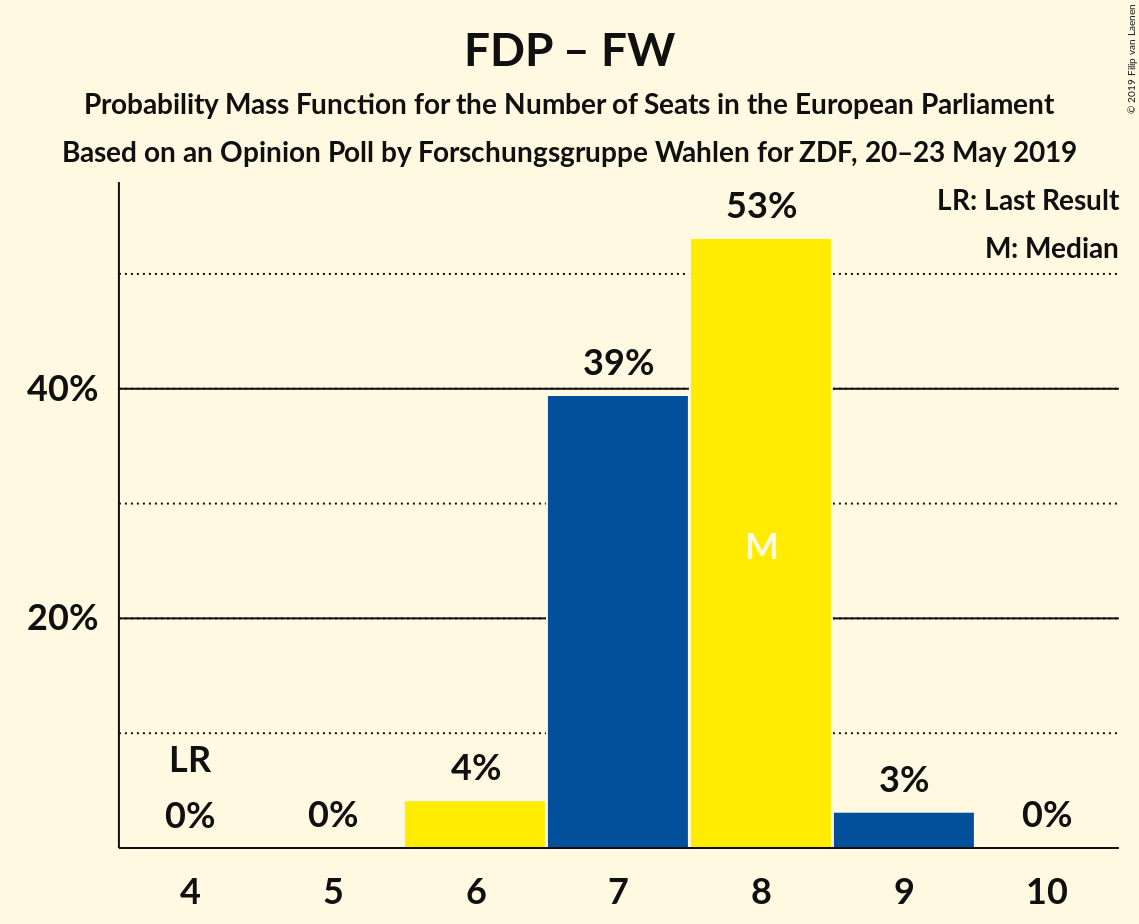 FDP – FW
Probability Mass Function for the Number of Seats in the European Parliament
Based on an Opinion Poll by Forschungsgruppe Wahlen for ZDF, 20–23 May 2019
© 2019 Filip van Laenen
LR: Last Result
M: Median
53%
39%
40%
M
20%
LR
4%
3%
0%
0%
0%
4 5 6 7 8 9 10